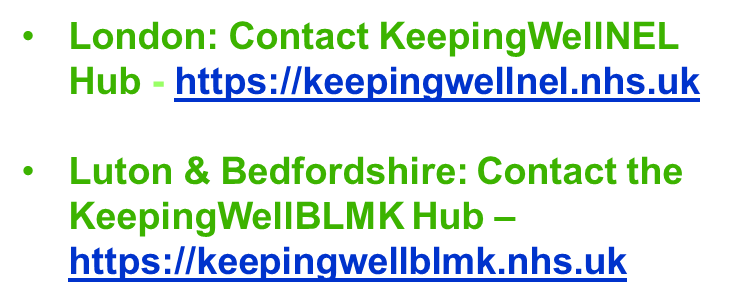 • London: Contact KeepingWellNEL
Hub - https://keepingwellnel.nhs.uk
• Luton & Bedfordshire: Contact the
KeepingWellBLMK Hub –
https://keepingwellblmk.nhs.uk